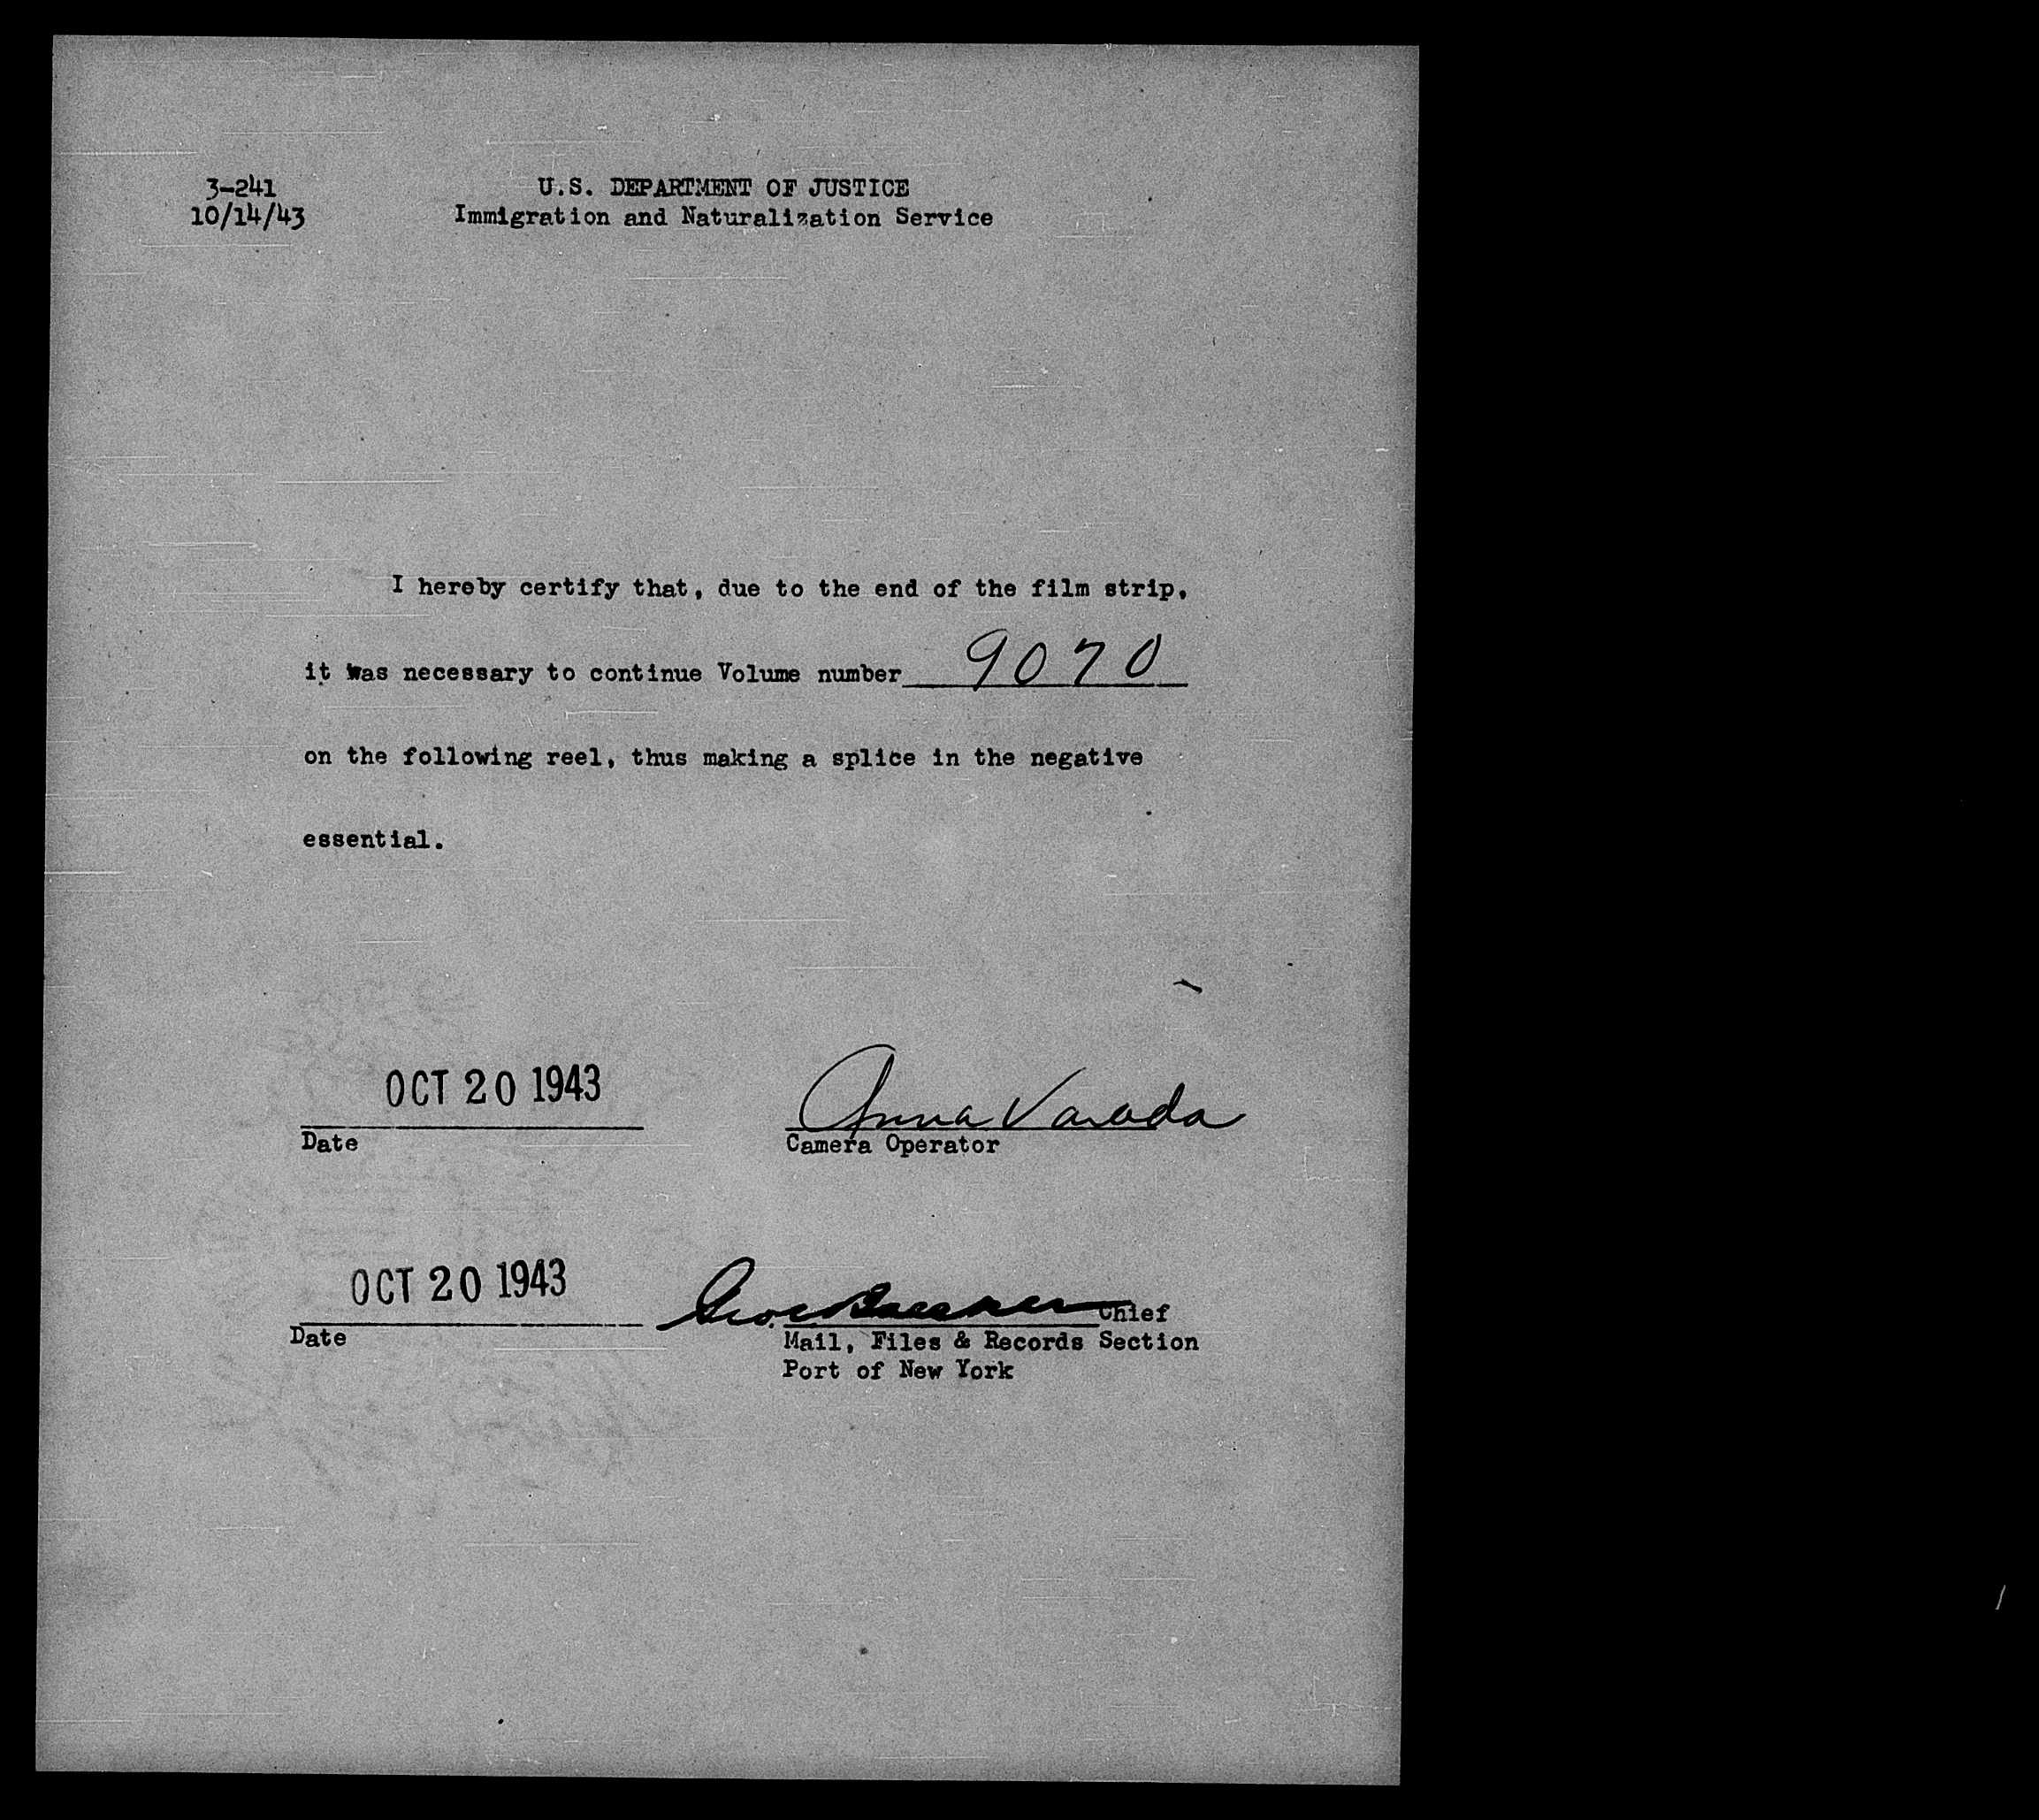 3-241
10/14/43
U.S. DEPARTMENT OF JUSTICE
Immigration and Naturalization Service
I hereby certify that, due to the end of the film strip,
it was necessary to continue Volume number 9070
on the following reel, thus making a splice in the negative
essential.
OCT 20 1943
Anna Varada
Date
Camera Operator
OCT 20 1943
Geo. Chief
Date
Mail, Files & Records Section
Port of New York